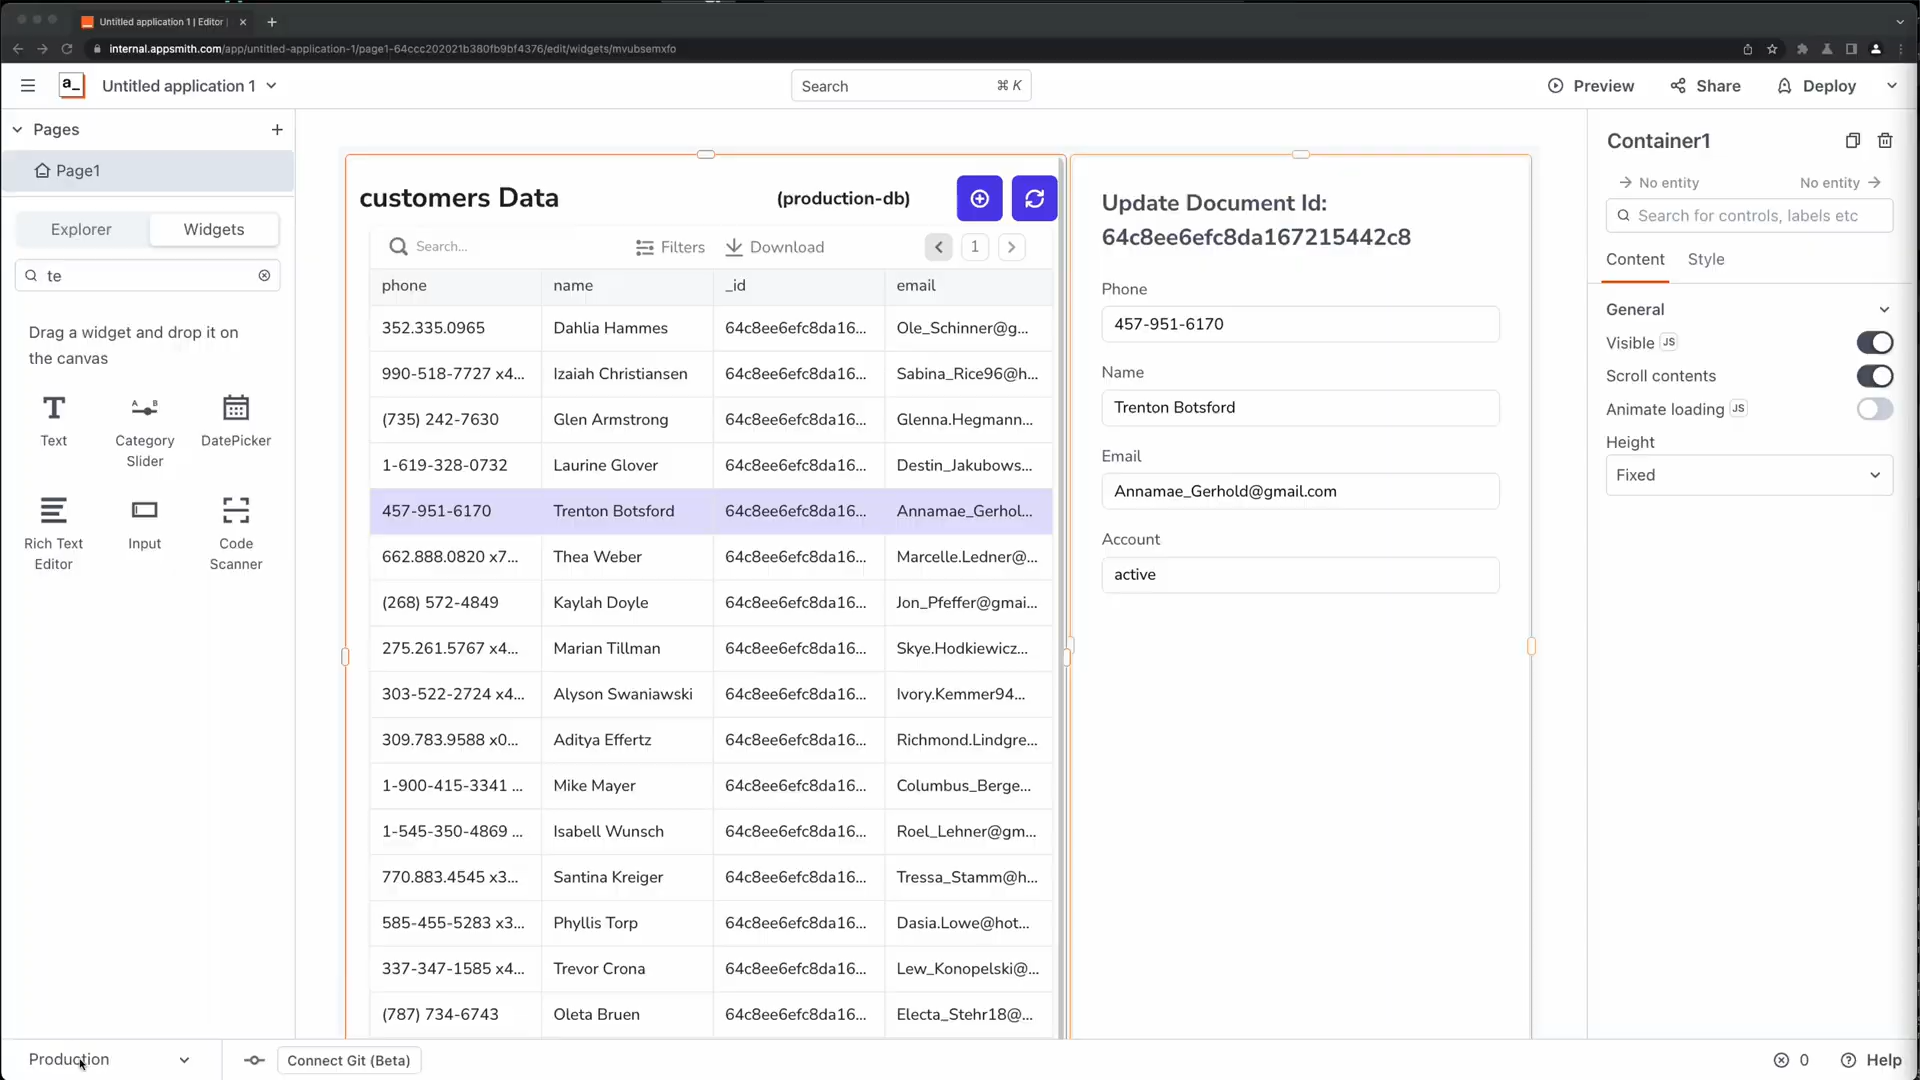 Untitled application 1 | Editor |
internal.appsmith.com/app/untitled-application-1/page1-64ccc202021b380fb9bf4376/edit/widgets/mvubsemxfo
a_
Untitled application 1
Search ⌘ K
Preview
Share
Deploy
Pages
Page1
Explorer
Widgets
te
Drag a widget and drop it on
the canvas
Text
Category
Slider
DatePicker
Rich Text
Editor
Input
Code
Scanner
customers Data
(production-db)
Search...
Filters
Download
1
phone name _id email
352.335.0965 Dahlia Hammes 64c8ee6efc8da16... Ole_Schinner@g...
990-518-7727 x4... Izaiah Christiansen 64c8ee6efc8da16... Sabina_Rice96@h...
(735) 242-7630 Glen Armstrong 64c8ee6efc8da16... Glenna.Hegmann...
1-619-328-0732 Laurine Glover 64c8ee6efc8da16... Destin_Jakubows...
457-951-6170 Trenton Botsford 64c8ee6efc8da16... Annamae_Gerhol...
662.888.0820 x7... Thea Weber 64c8ee6efc8da16... Marcelle.Ledner@...
(268) 572-4849 Kaylah Doyle 64c8ee6efc8da16... Jon_Pfeffer@gmai...
275.261.5767 x4... Marian Tillman 64c8ee6efc8da16... Skye.Hodkiewicz...
303-522-2724 x4... Alyson Swaniawski 64c8ee6efc8da16... Ivory.Kemmer94...
309.783.9588 x0... Aditya Effertz 64c8ee6efc8da16... Richmond.Lindgre...
1-900-415-3341 ... Mike Mayer 64c8ee6efc8da16... Columbus_Berge...
1-545-350-4869 ... Isabell Wunsch 64c8ee6efc8da16... Roel_Lehner@gm...
770.883.4545 x3... Santina Kreiger 64c8ee6efc8da16... Tressa_Stamm@h...
585-455-5283 x3... Phyllis Torp 64c8ee6efc8da16... Dasia.Lowe@hot...
337-347-1585 x4... Trevor Crona 64c8ee6efc8da16... Lew_Konopelski@...
(787) 734-6743 Oleta Bruen 64c8ee6efc8da16... Electa_Stehr18@...
Update Document Id:
64c8ee6efc8da167215442c8
Phone
457-951-6170
Name
Trenton Botsford
Email
Annamae_Gerhold@gmail.com
Account
active
Container1
No entity
No entity
Search for controls, labels etc
Content
Style
General
Visible JS
Scroll contents
Animate loading JS
Height
Fixed
Production
Connect Git (Beta)
0
Help